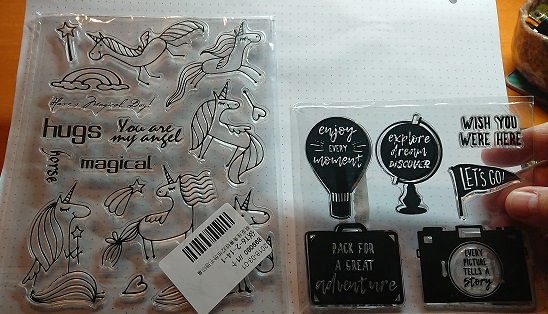 Have a Magical Day!
hugs
You are
my angel
magical
enjoy
EVERY
moment
explore
dream
DISCOVER
WISH YOU
WERE HERE
LET'S GO!
PACK FOR
A GREAT
adventure
EVERY
PICTURE
TELLS A
Story